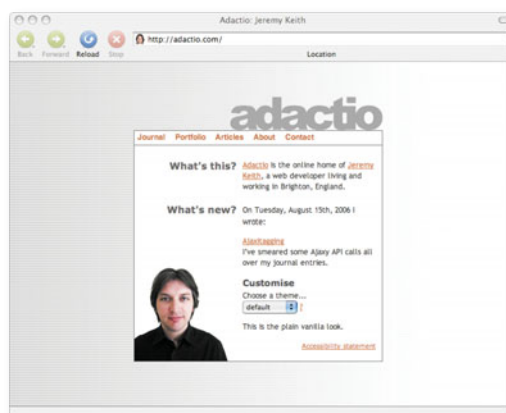 Adactio: Jeremy Keith
Back Forward Reload Stop
http://adactio.com/
Location
adactio
Journal Portfolio Articles About Contact
What's this? Adactio is the online home of Jeremy
Keith, a web developer living and
working in Brighton, England.
What's new? On Tuesday, August 15th, 2006 I
wrote:
Ajaxtagging
I've smeared some Ajaxy API calls all
over my journal entries.
Customise
Choose a theme...
default ?
This is the plain vanilla look.
Accessibility statement